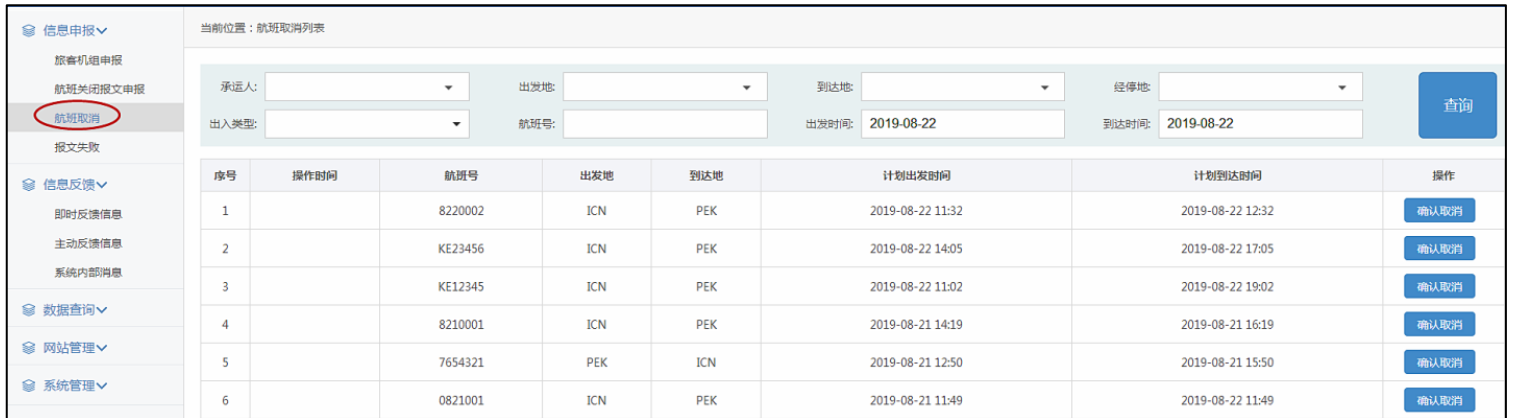 信息申报
旅客机组申报
航班关闭报文申报
航班取消
报文失败
信息反馈
即时反馈信息
主动反馈信息
系统内部消息
数据查询
网站管理
系统管理
当前位置：航班取消列表
承运人: 出发地: 到达地: 经停地:
出入类型: 航班号: 出发时间: 2019-08-22 到达时间: 2019-08-22
查询
序号 操作时间 航班号 出发地 到达地 计划出发时间 计划到达时间 操作
1 8220002 ICN PEK 2019-08-22 11:32 2019-08-22 12:32 确认取消
2 KE23456 ICN PEK 2019-08-22 14:05 2019-08-22 17:05 确认取消
3 KE12345 ICN PEK 2019-08-22 11:02 2019-08-22 19:02 确认取消
4 8210001 ICN PEK 2019-08-21 14:19 2019-08-21 16:19 确认取消
5 7654321 PEK ICN 2019-08-21 12:50 2019-08-21 15:50 确认取消
6 0821001 ICN PEK 2019-08-21 11:49 2019-08-22 11:49 确认取消